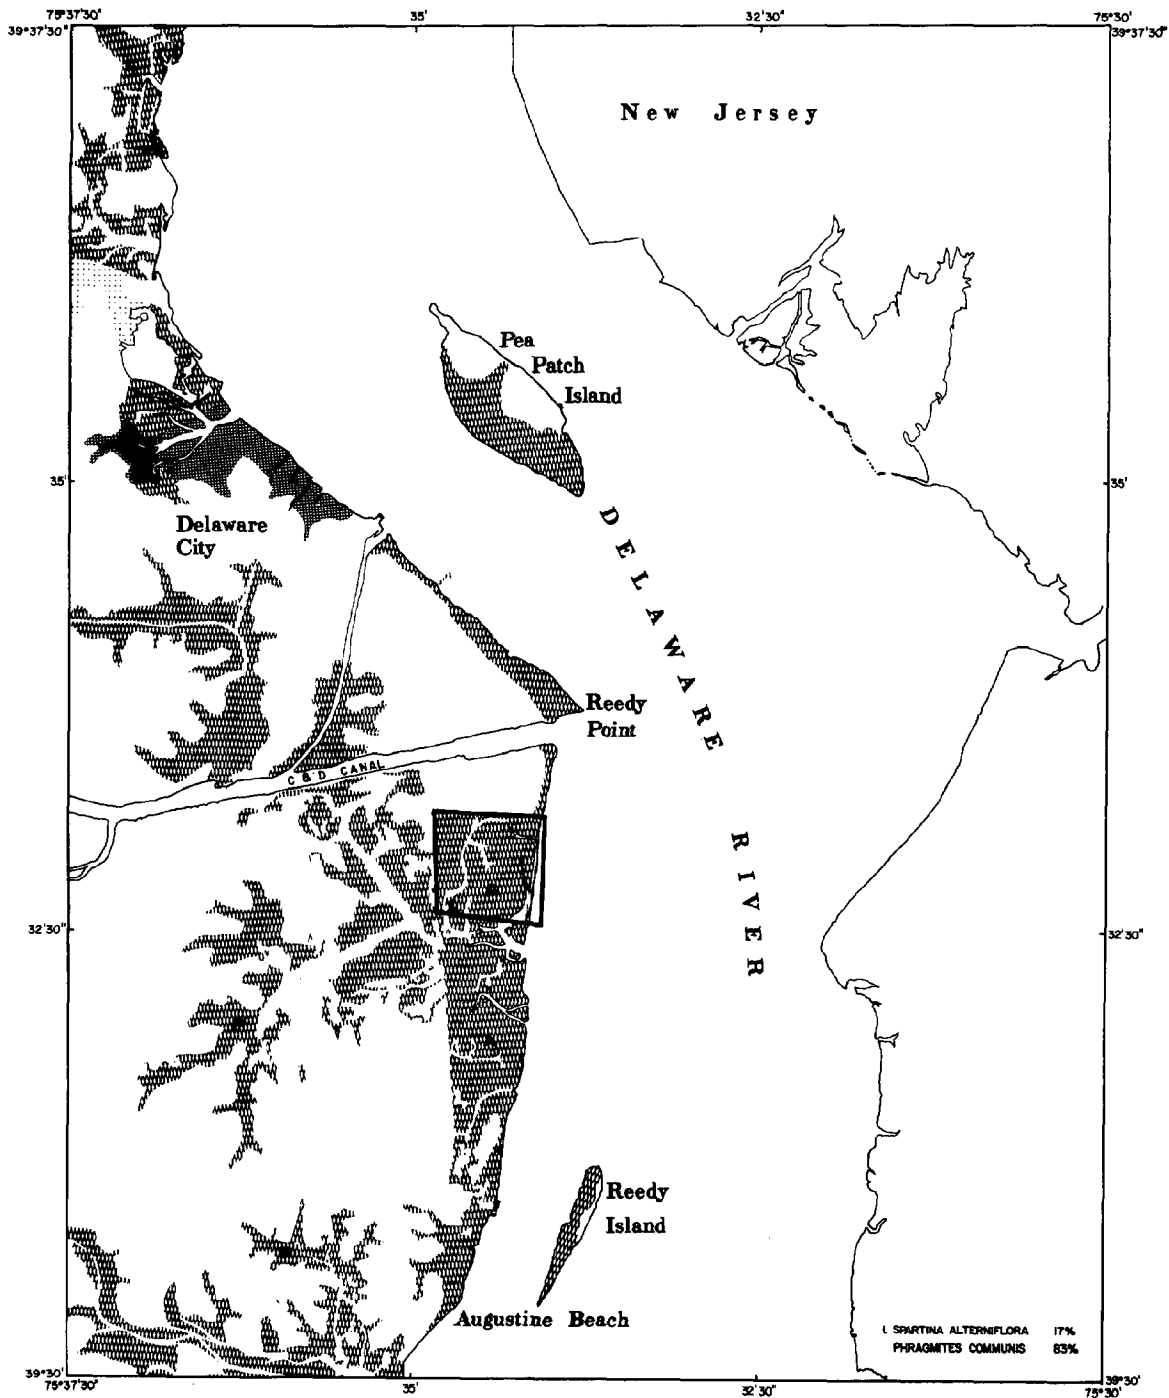 75°37'30" 35' 32'30" 75°30'
39°37'30" 39°37'30"
New Jersey
Pea
Patch
Island
35' 35'
Delaware
City
DELAWARE
Reedy
Point
C & D CANAL
RIVER
32'30" 32'30"
Reedy
Island
Augustine Beach
SPARTINA ALTERNIFLORA 17%
PHRAGMITES COMMUNIS 83%
39°30' 39°30'
75°37'30" 35' 32'30" 75°30'